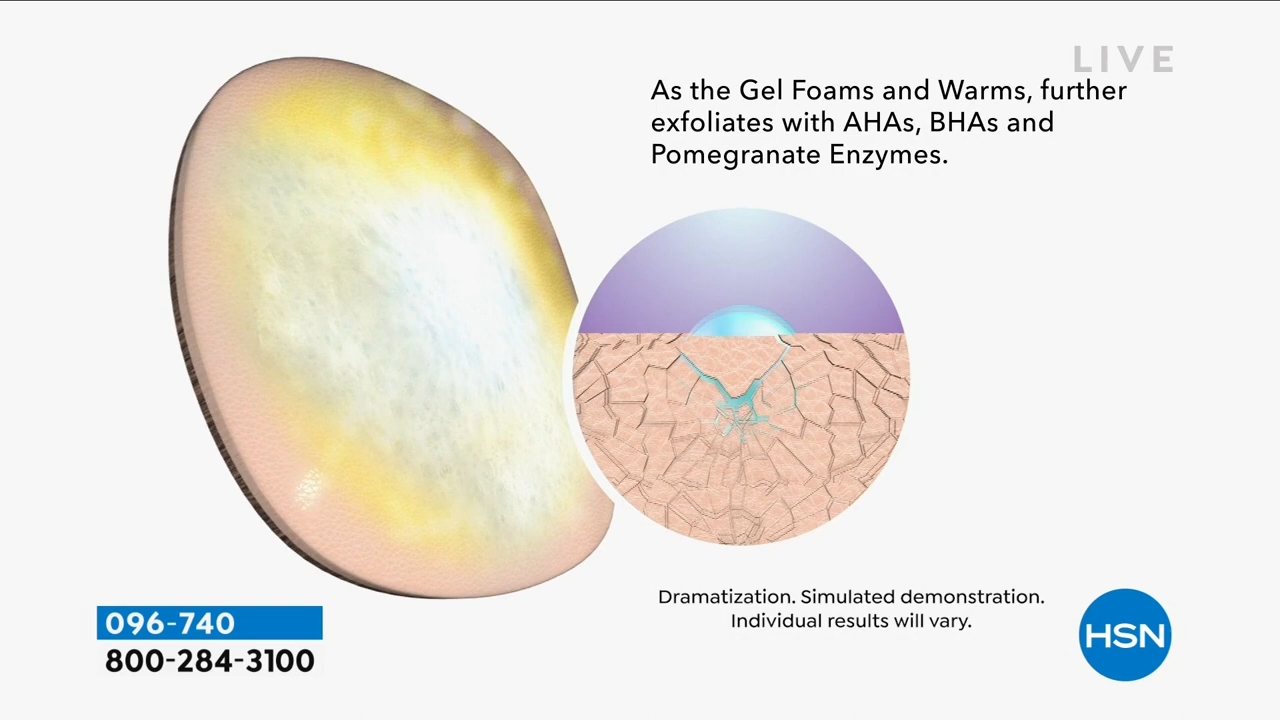 LIVE
As the Gel Foams and Warms, further
exfoliates with AHAs, BHAs and
Pomegranate Enzymes.
Dramatization. Simulated demonstration.
Individual results will vary.
096-740
800-284-3100
HSN